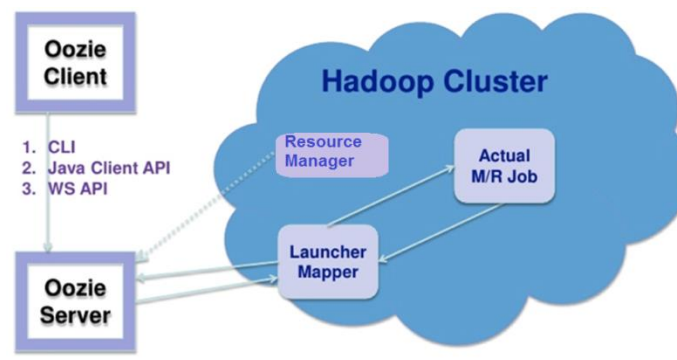 Oozie
Client
Hadoop Cluster
1. CLI
2. Java Client API
3. WS API
Resource
Manager
Actual
M/R Job
Launcher
Mapper
Oozie
Server